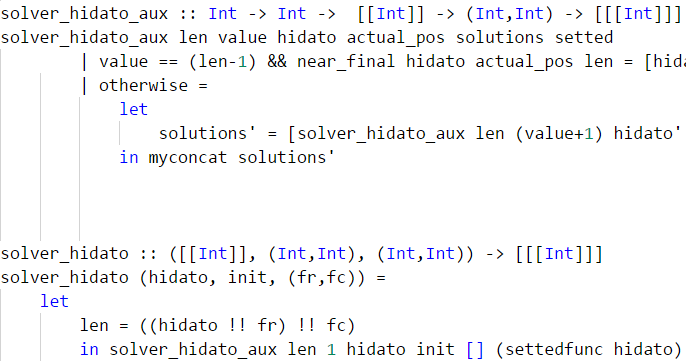 solver_hidato_aux :: Int -> Int ->  [[Int]] -> (Int,Int) -> [[[Int]]]
solver_hidato_aux len value hidato actual_pos solutions setted
| value == (len-1) && near_final hidato actual_pos len = [hida
| otherwise =
let
solutions' = [solver_hidato_aux len (value+1) hidato'
in myconcat solutions'
solver_hidato :: ([[Int]], (Int,Int), (Int,Int)) -> [[[Int]]]
solver_hidato (hidato, init, (fr,fc)) =
let
len = ((hidato !! fr) !! fc)
in solver_hidato_aux len 1 hidato init [] (settedfunc hidato)